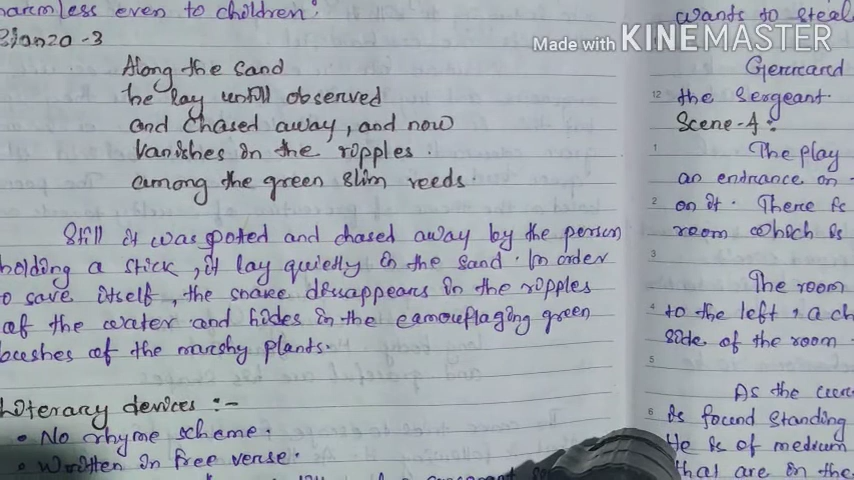 harmless even to children.
Stanza -3
Along the sand
he lay untill observed
and chased away, and now
vanishes in the ripples.
among the green slim reeds.
Still it was spoted and chased away by the person
holding a stick, it lay quietly in the sand. In order
to save itself, the snake dissappears in the ripples
of the water and hides in the camouflaging green
bushes of the marshy plants.
Literary devices :-
• No rhyme scheme.
• Written in free verse.
wants to steal
Made with KINEMASTER
Gerrard
12 the Sergeant
Scene-1:
1 The play
an endrance on
2 on it. There is
room which is
3
The room
4 to the left, a ch
side of the room
5
As the
6 is found standing
He is of medium
that are in the